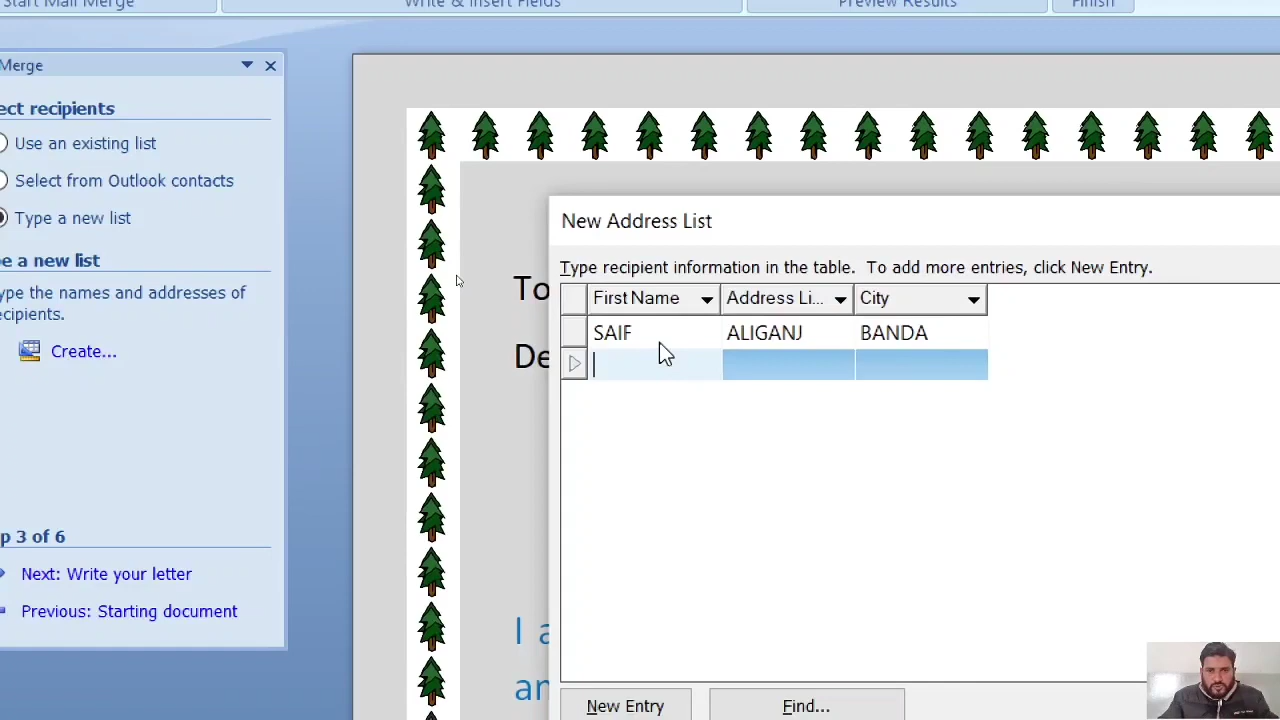 Start Mail Merge Write & Insert Fields Preview Results Finish
Merge
ect recipients
Use an existing list
Select from Outlook contacts
Type a new list
e a new list
ype the names and addresses of
ecipients.
Create...
p 3 of 6
Next: Write your letter
Previous: Starting document
To
De
I a
an
New Address List
Type recipient information in the table. To add more entries, click New Entry.
First Name Address Li... City
SAIF ALIGANJ BANDA
New Entry Find...